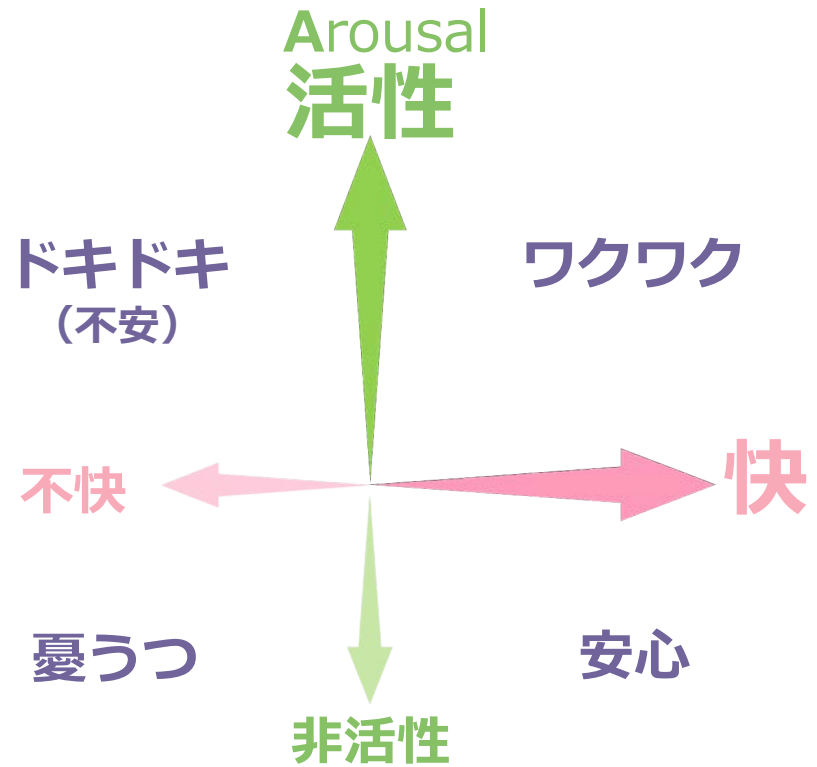 Arousal
活性
ドキドキ
(不安)
ワクワク
不快
快
憂うつ
安心
非活性